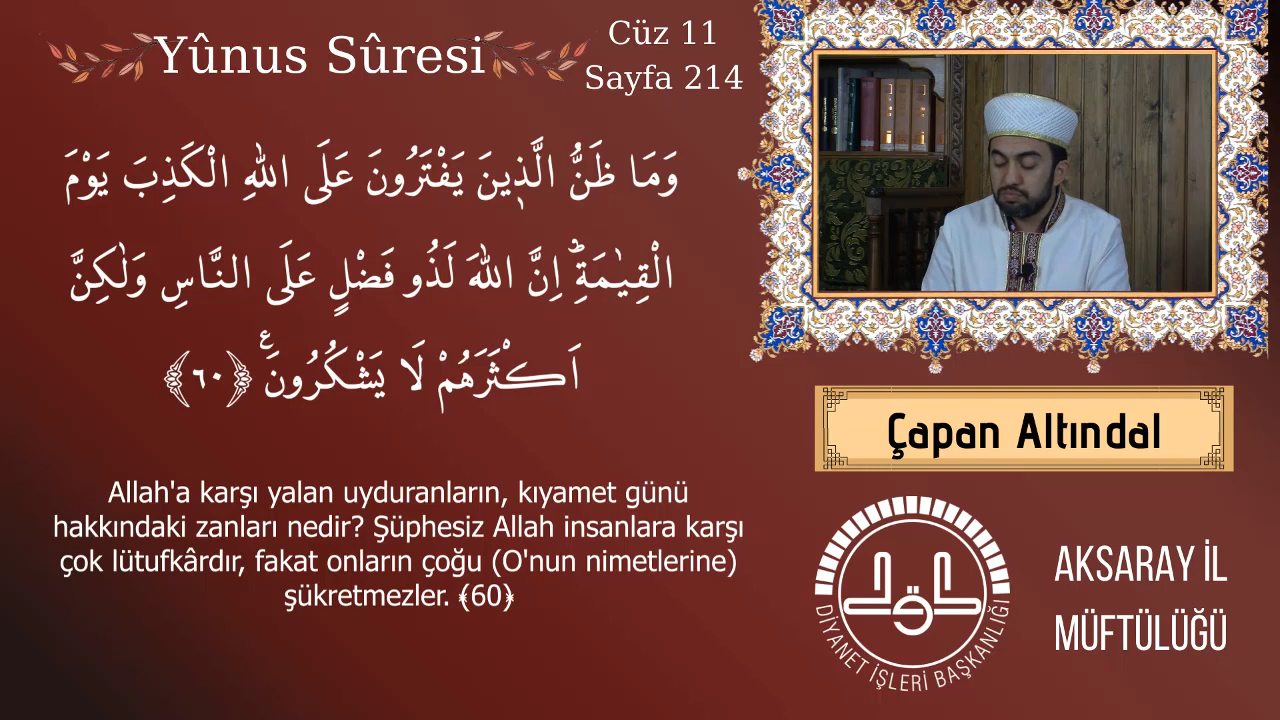 Yûnus Sûresi
Cüz 11
Sayfa 214
وَمَا ظَنُّ الَّذ۪ينَ يَفْتَرُونَ عَلَى اللّٰهِ الْكَذِبَ يَوْمَ
الْقِيٰمَةِۜ اِنَّ اللّٰهَ لَذُو فَضْلٍ عَلَى النَّاسِ وَلٰكِنَّ
اَكْثَرَهُمْ لَا يَشْكُرُونَ۟ ﴿٦٠﴾
Allah'a karşı yalan uyduranların, kıyamet günü
hakkındaki zanları nedir? Şüphesiz Allah insanlara karşı
çok lütufkârdır, fakat onların çoğu (O'nun nimetlerine)
şükretmezler. ﴾60﴿
Çapan Altındal
DİYANET İŞLERİ BAŞKANLIĞI
AKSARAY İL
MÜFTÜLÜĞÜ